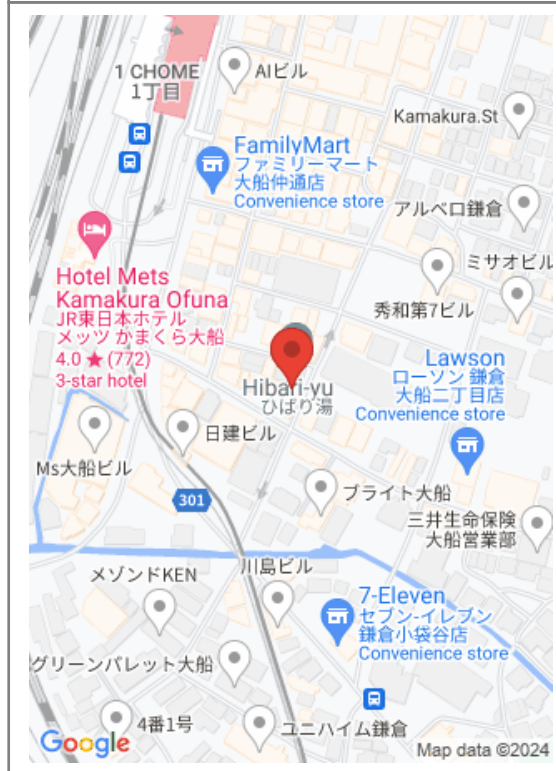 1 CHOME
1丁目
AIビル
Kamakura.St
FamilyMart
ファミリーマート
大船仲通店
Convenience store
アルベロ鎌倉
ミサオビル
Hotel Mets
Kamakura Ofuna
JR東日本ホテル
メッツ かまくら大船
4.0 ★ (772)
3-star hotel
秀和第7ビル
Lawson
ローソン 鎌倉
大船二丁目店
Convenience store
Hibari-yu
ひばり湯
日建ビル
Ms大船ビル
301
ブライト大船
三井生命保険
大船営業部
川島ビル
メゾンドKEN
7-Eleven
セブン-イレブン
鎌倉小袋谷店
Convenience store
グリーンパレット大船
4番1号
ユニハイム鎌倉
Google
Map data ©2024